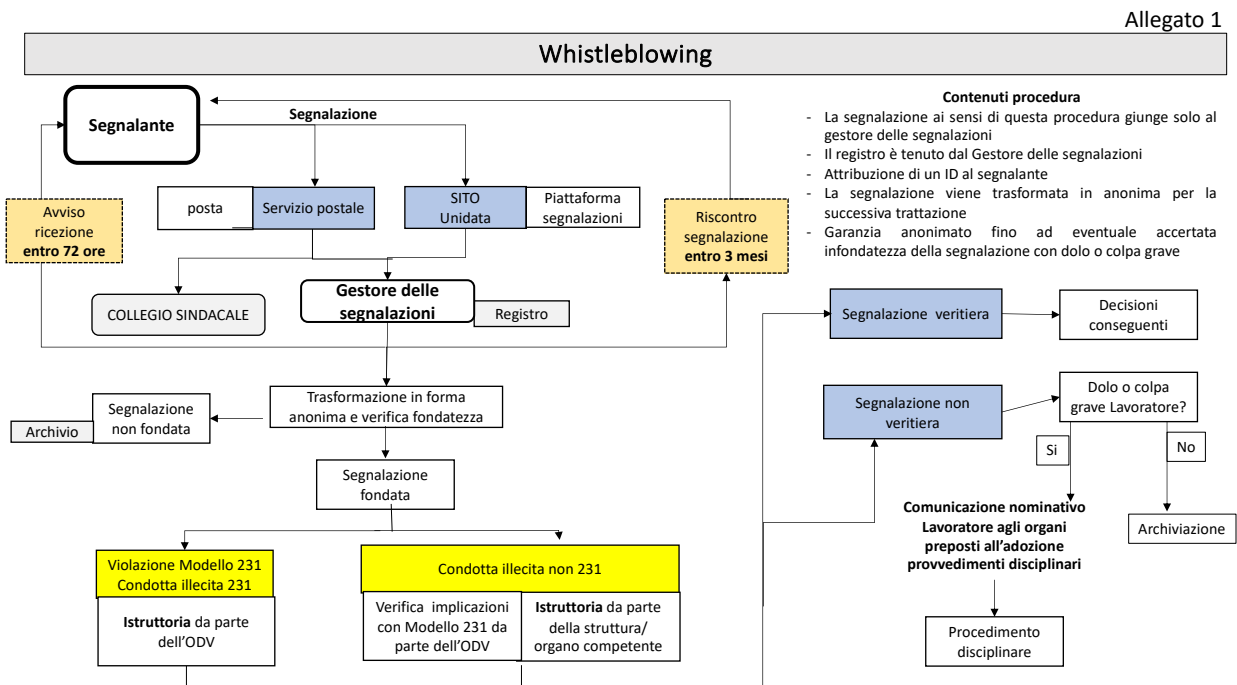 Allegato 1
Whistleblowing
Segnalante
Segnalazione
posta
Servizio postale
SITO
Unidata
Piattaforma
segnalazioni
Avviso
ricezione
entro 72 ore
Riscontro
segnalazione
entro 3 mesi
COLLEGIO SINDACALE
Gestore delle
segnalazioni
Registro
Contenuti procedura
- La segnalazione ai sensi di questa procedura giunge solo al
gestore delle segnalazioni
- Il registro è tenuto dal Gestore delle segnalazioni
- Attribuzione di un ID al segnalante
- La segnalazione viene trasformata in anonima per la
successiva trattazione
- Garanzia anonimato fino ad eventuale accertata
infondatezza della segnalazione con dolo o colpa grave
Trasformazione in forma
anonima e verifica fondatezza
Segnalazione
non fondata
Archivio
Segnalazione
fondata
Violazione Modello 231
Condotta illecita 231
Istruttoria da parte
dell'ODV
Condotta illecita non 231
Verifica implicazioni
con Modello 231 da
parte dell'ODV
Istruttoria da parte
della struttura/
organo competente
Segnalazione veritiera
Decisioni
conseguenti
Segnalazione non
veritiera
Dolo o colpa
grave Lavoratore?
Si
No
Comunicazione nominativo
Lavoratore agli organi
preposti all'adozione
provvedimenti disciplinari
Archiviazione
Procedimento
disciplinare